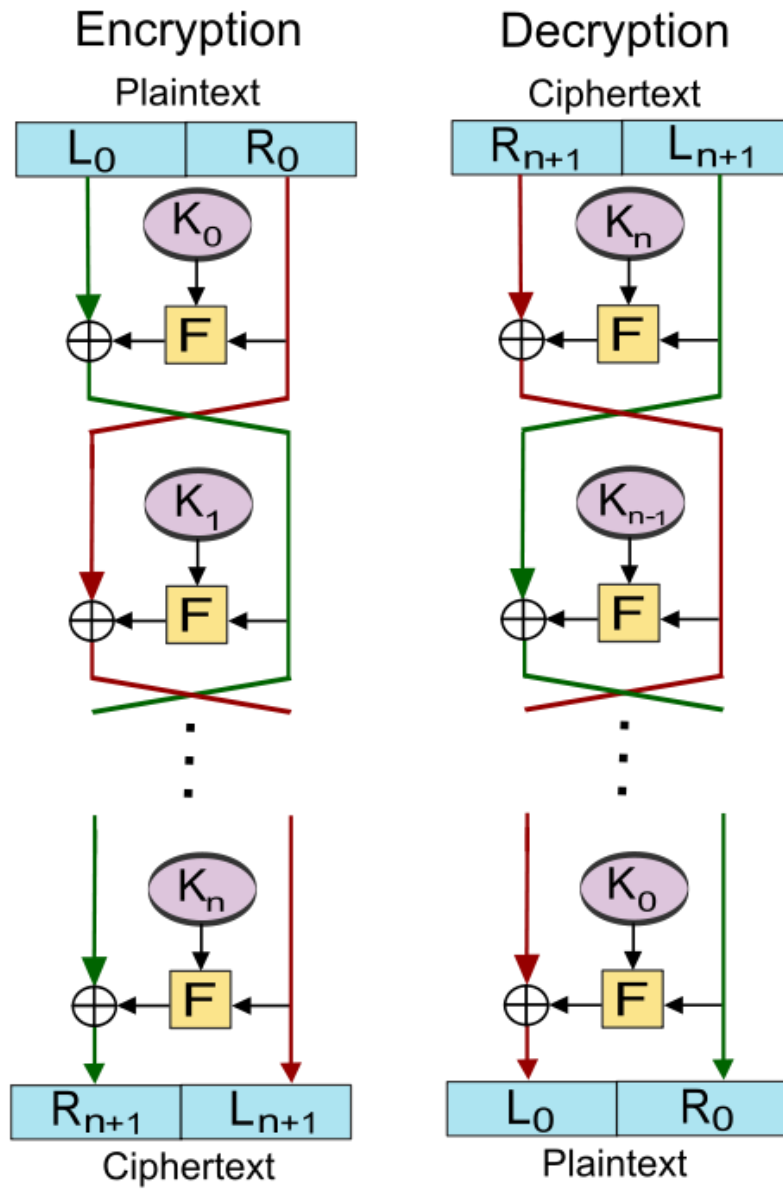 Encryption
Plaintext
L0 R0
K0
F
K1
F
Kn
F
Rn+1 Ln+1
Ciphertext
Decryption
Ciphertext
Rn+1 Ln+1
Kn
F
Kn-1
F
K0
F
L0 R0
Plaintext